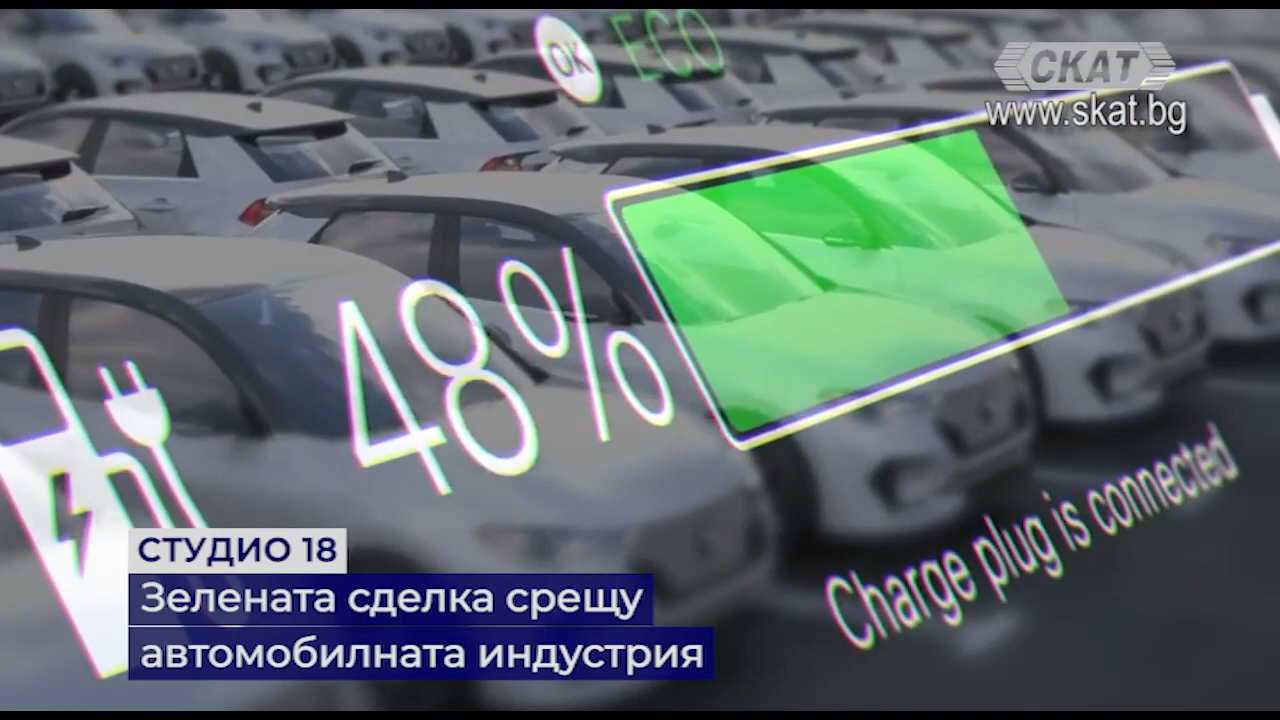 OK ECO
СКАТ
www.skat.bg
48%
Charge plug is connected
СТУДИО 18
Зелената сделка срещу
автомобилната индустрия